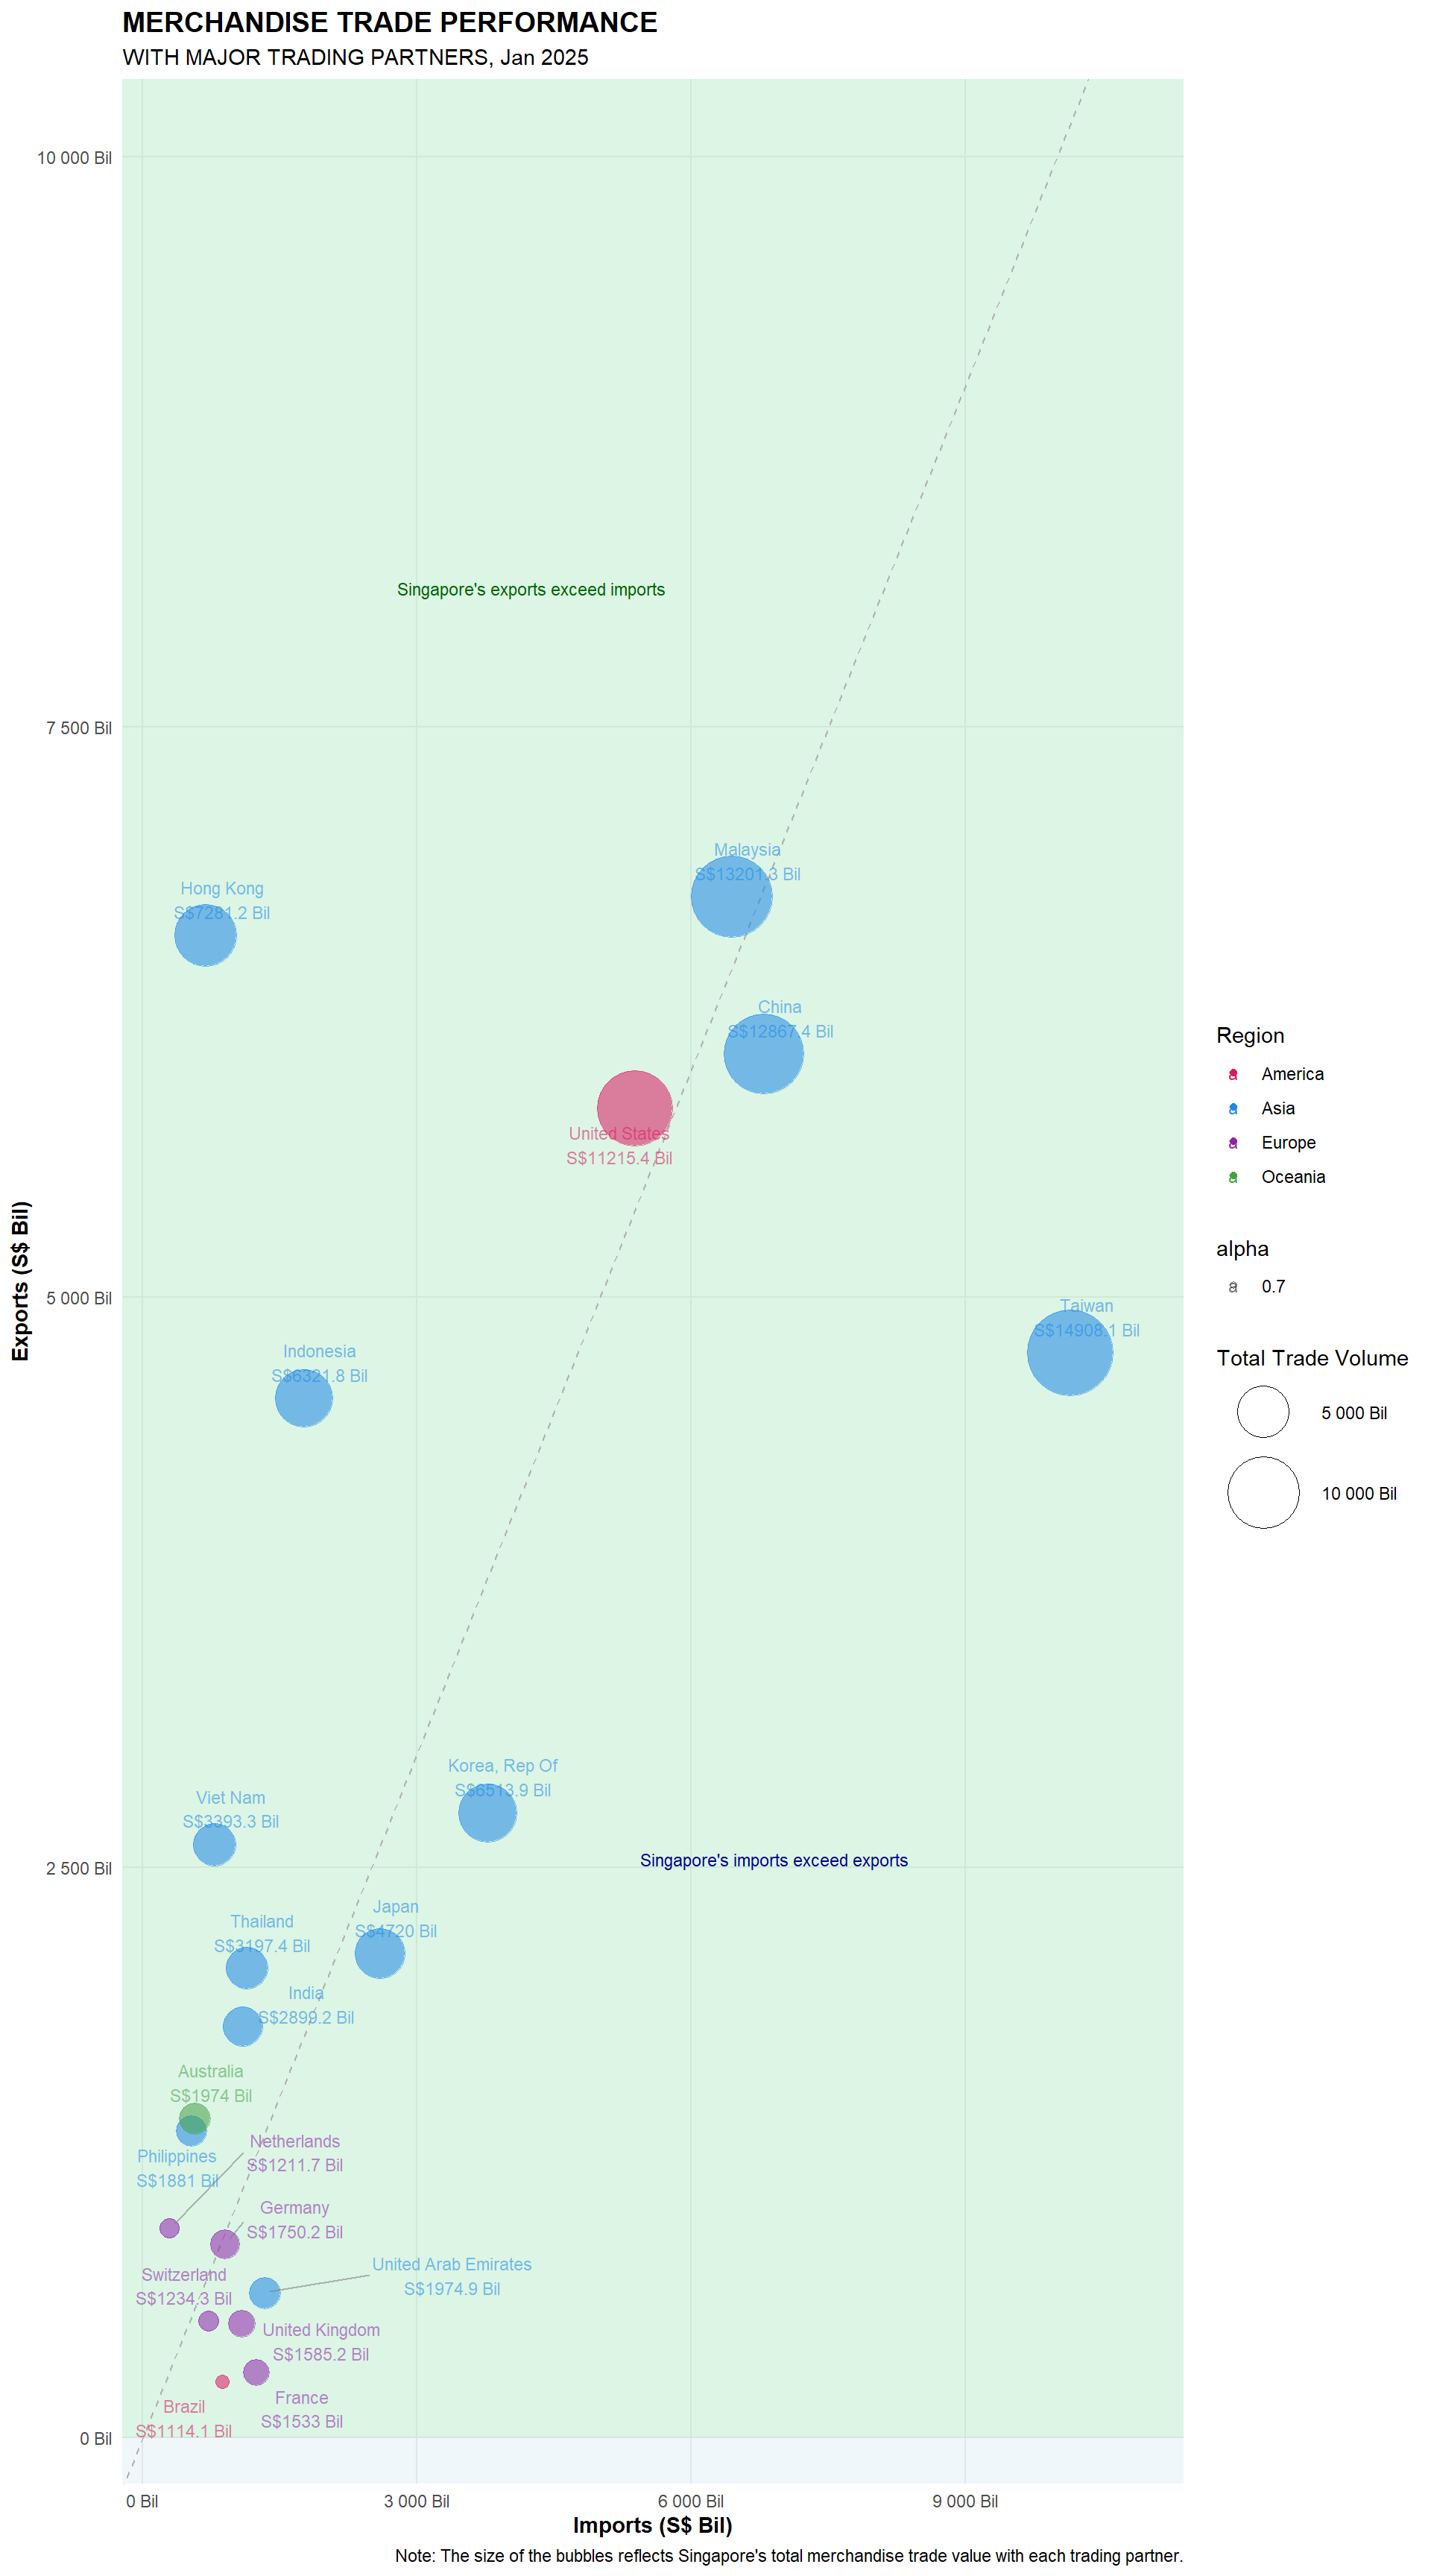 MERCHANDISE TRADE PERFORMANCE
WITH MAJOR TRADING PARTNERS, Jan 2025
10 000 Bil
7 500 Bil
5 000 Bil
2 500 Bil
0 Bil
Exports (S$ Bil)
Singapore's exports exceed imports
Malaysia
S$13201.3 Bil
Hong Kong
S$7281.2 Bil
China
S$12867.4 Bil
United States
S$11215.4 Bil
Taiwan
S$14908.1 Bil
Indonesia
S$6321.8 Bil
Korea, Rep Of
S$6513.9 Bil
Viet Nam
S$3393.3 Bil
Singapore's imports exceed exports
Japan
S$4720 Bil
Thailand
S$3197.4 Bil
India
S$2899.2 Bil
Australia
S$1974 Bil
Netherlands
S$1211.7 Bil
Philippines
S$1881 Bil
Germany
S$1750.2 Bil
United Arab Emirates
S$1974.9 Bil
Switzerland
S$1234.3 Bil
United Kingdom
S$1585.2 Bil
France
S$1533 Bil
Brazil
S$1114.1 Bil
0 Bil
3 000 Bil
6 000 Bil
9 000 Bil
Imports (S$ Bil)
Note: The size of the bubbles reflects Singapore's total merchandise trade value with each trading partner.
Region
a America
a Asia
a Europe
a Oceania
alpha
a 0.7
Total Trade Volume
5 000 Bil
10 000 Bil